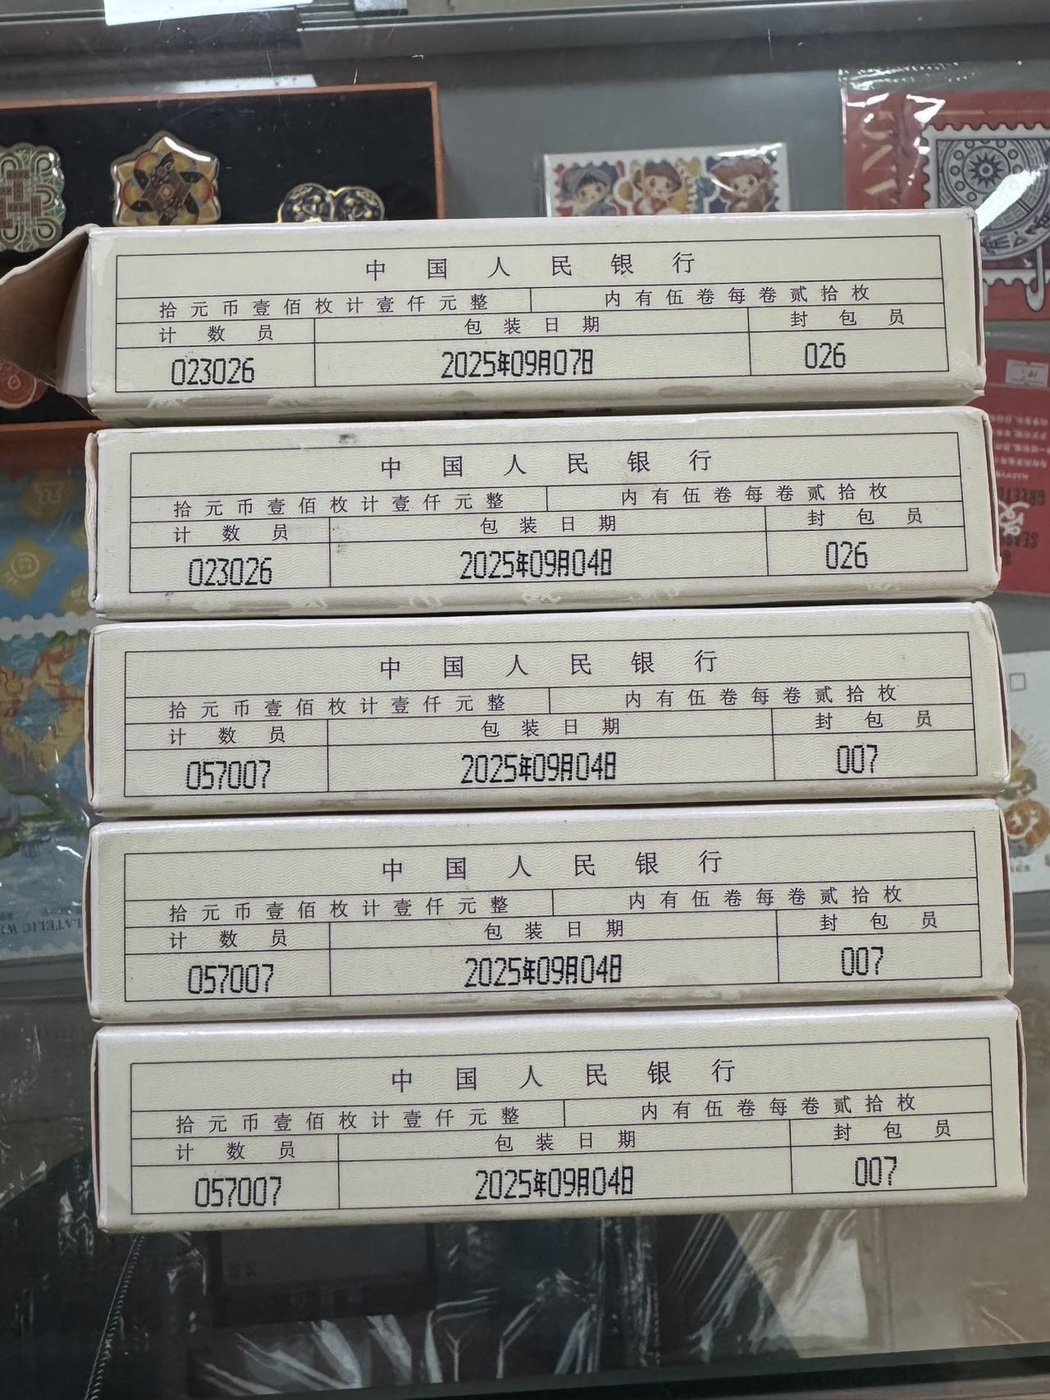 中国人民银行
拾元币壹佰枚计壹仟元整 内有伍卷每卷贰拾枚
计数员 包装日期 封包员
023026 2025年09月07日 026
中国人民银行
拾元币壹佰枚计壹仟元整 内有伍卷每卷贰拾枚
计数员 包装日期 封包员
023026 2025年09月04日 026
中国人民银行
拾元币壹佰枚计壹仟元整 内有伍卷每卷贰拾枚
计数员 包装日期 封包员
057007 2025年09月04日 007
中国人民银行
拾元币壹佰枚计壹仟元整 内有伍卷每卷贰拾枚
计数员 包装日期 封包员
057007 2025年09月04日 007
中国人民银行
拾元币壹佰枚计壹仟元整 内有伍卷每卷贰拾枚
计数员 包装日期 封包员
057007 2025年09月04日 007